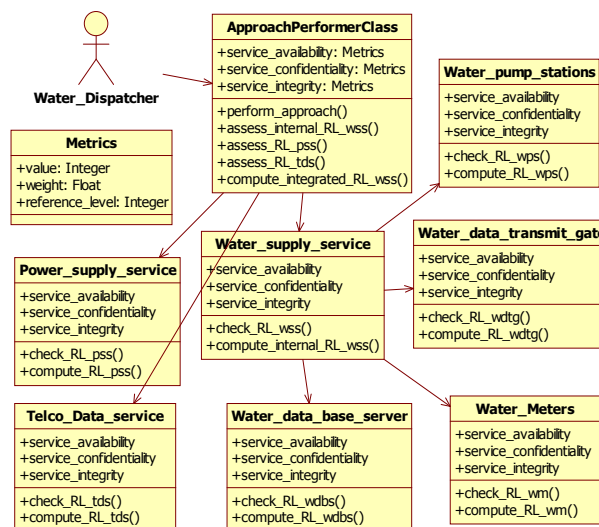 ApproachPerformerClass
+service_availability: Metrics
+service_confidentiality: Metrics
+service_integrity: Metrics
+perform_approach()
+assess_internal_RL_wss()
+assess_RL_pss()
+assess_RL_tds()
+compute_integrated_RL_wss()
Water_Dispatcher
Metrics
+value: Integer
+weight: Float
+reference_level: Integer
Water_pump_stations
+service_availability
+service_confidentiality
+service_integrity
+check_RL_wps()
+compute_RL_wps()
Water_supply_service
+service_availability
+service_confidentiality
+service_integrity
+check_RL_wss()
+compute_internal_RL_wss()
Water_data_transmit_gate
+service_availability
+service_confidentiality
+service_integrity
+check_RL_wdtg()
+compute_RL_wdtg()
Power_supply_service
+service_availability
+service_confidentiality
+service_integrity
+check_RL_pss()
+compute_RL_pss()
Telco_Data_service
+service_availability
+service_confidentiality
+service_integrity
+check_RL_tds()
+compute_RL_tds()
Water_data_base_server
+service_availability
+service_confidentiality
+service_integrity
+check_RL_wdbs()
+compute_RL_wdbs()
Water_Meters
+service_availability
+service_confidentiality
+service_integrity
+check_RL_wm()
+compute_RL_wm()